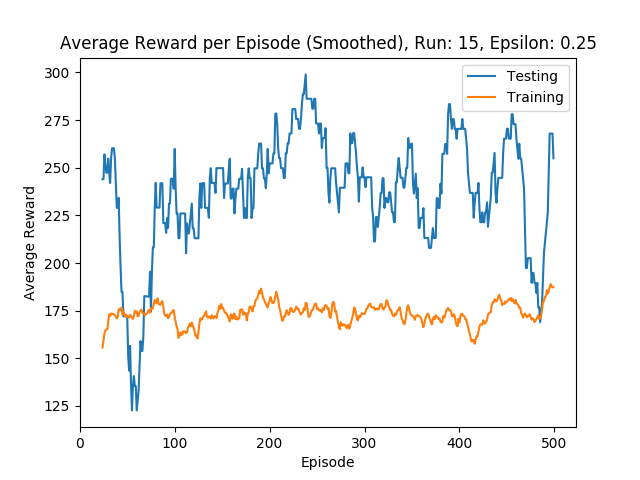 Average Reward per Episode (Smoothed), Run: 15, Epsilon: 0.25
Testing
Training
Average Reward
300
275
250
225
200
175
150
125
0 100 200 300 400 500
Episode